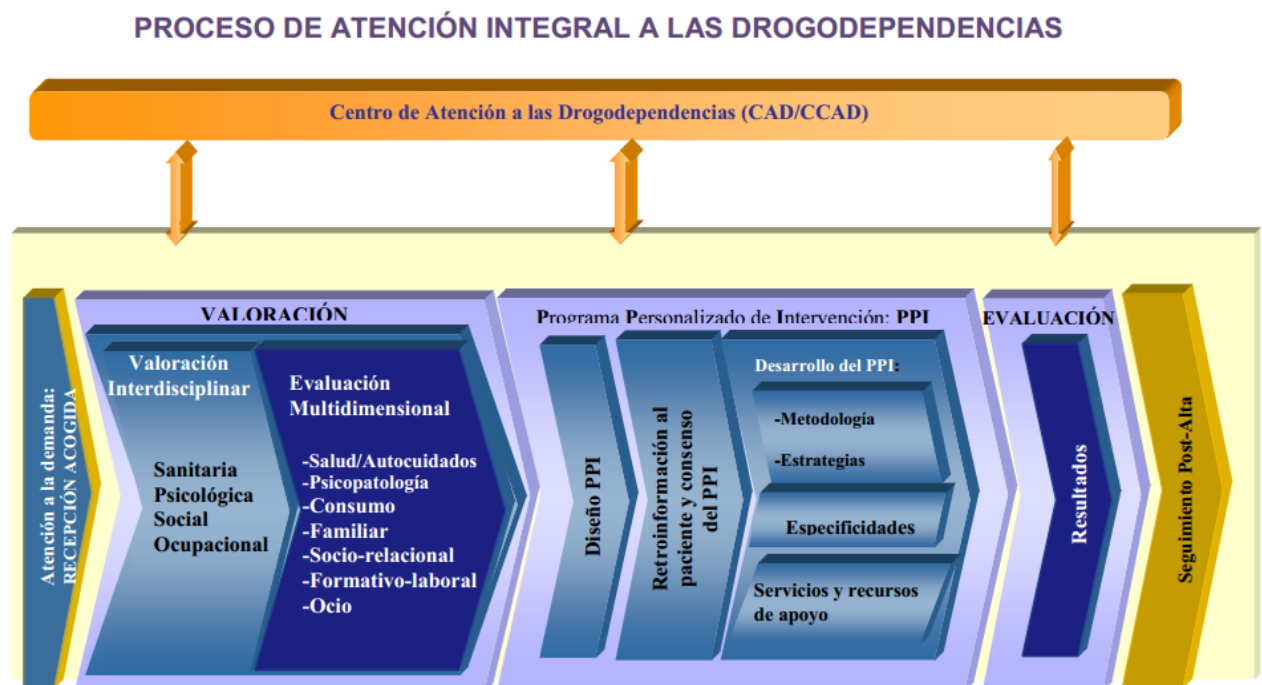 PROCESO DE ATENCIÓN INTEGRAL A LAS DROGODEPENDENCIAS
Centro de Atención a las Drogodependencias (CAD/CCAD)
Atención a la demanda:
RECEPCIÓN ACOGIDA
VALORACIÓN
Valoración
Interdisciplinar
Sanitaria
Psicológica
Social
Ocupacional
Evaluación
Multidimensional
-Salud/Autocuidados
-Psicopatología
-Consumo
-Familiar
-Socio-relacional
-Formativo-laboral
-Ocio
Programa Personalizado de Intervención: PPI
Diseño PPI
Retroinformación al
paciente y consenso
del PPI
Desarrollo del PPI:
-Metodología
-Estrategias
Especificidades
Servicios y recursos
de apoyo
EVALUACIÓN
Resultados
Seguimiento Post-Alta